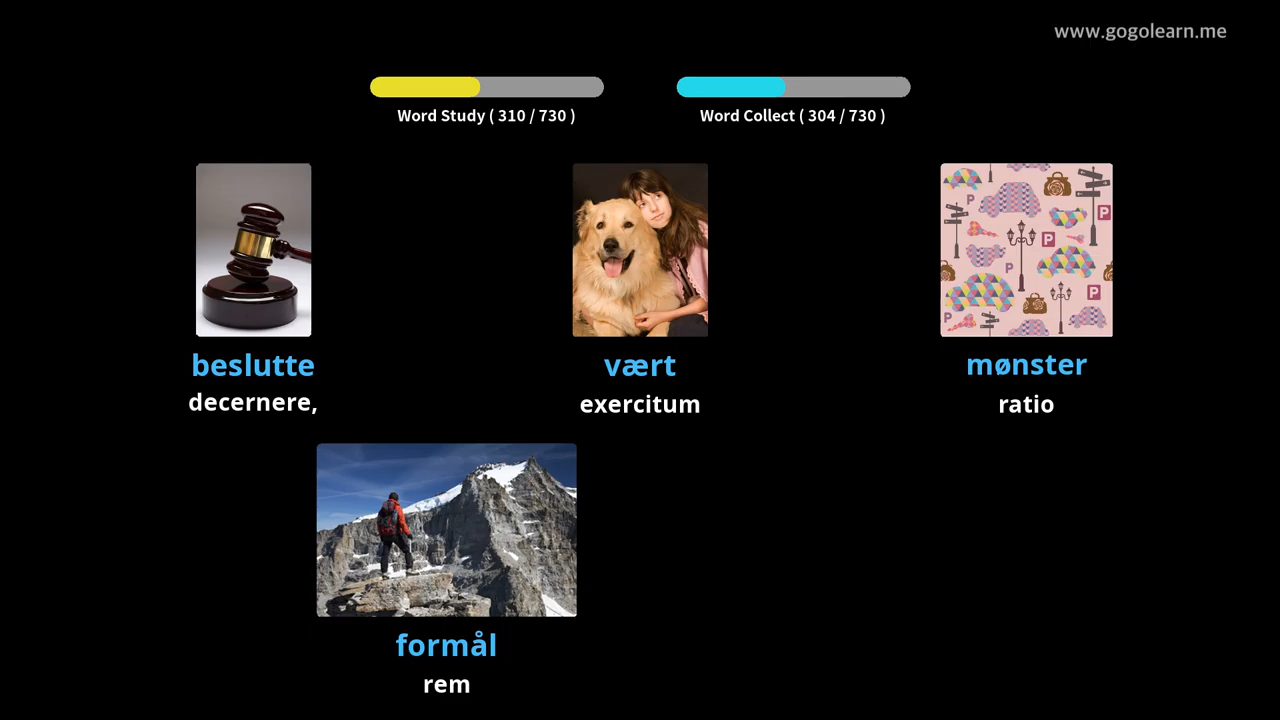 www.gogolearn.me
Word Study ( 310 / 730 )
Word Collect ( 304 / 730 )
beslutte
decernere,
vært
exercitum
mønster
ratio
formål
rem